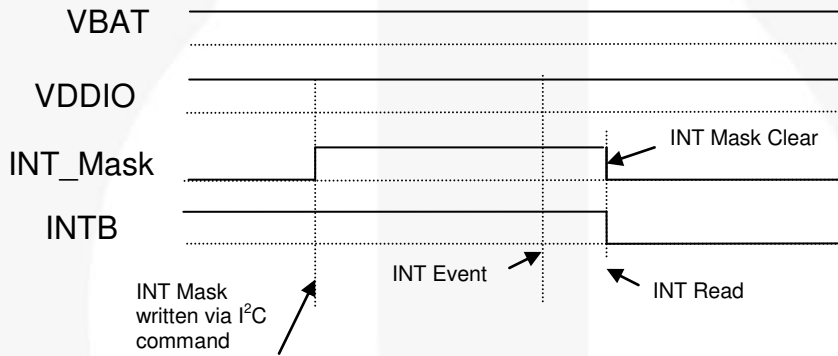 VBAT
VDDIO
INT_Mask
INT Mask Clear
INTB
INT Event
INT Read
INT Mask
written via I²C
command